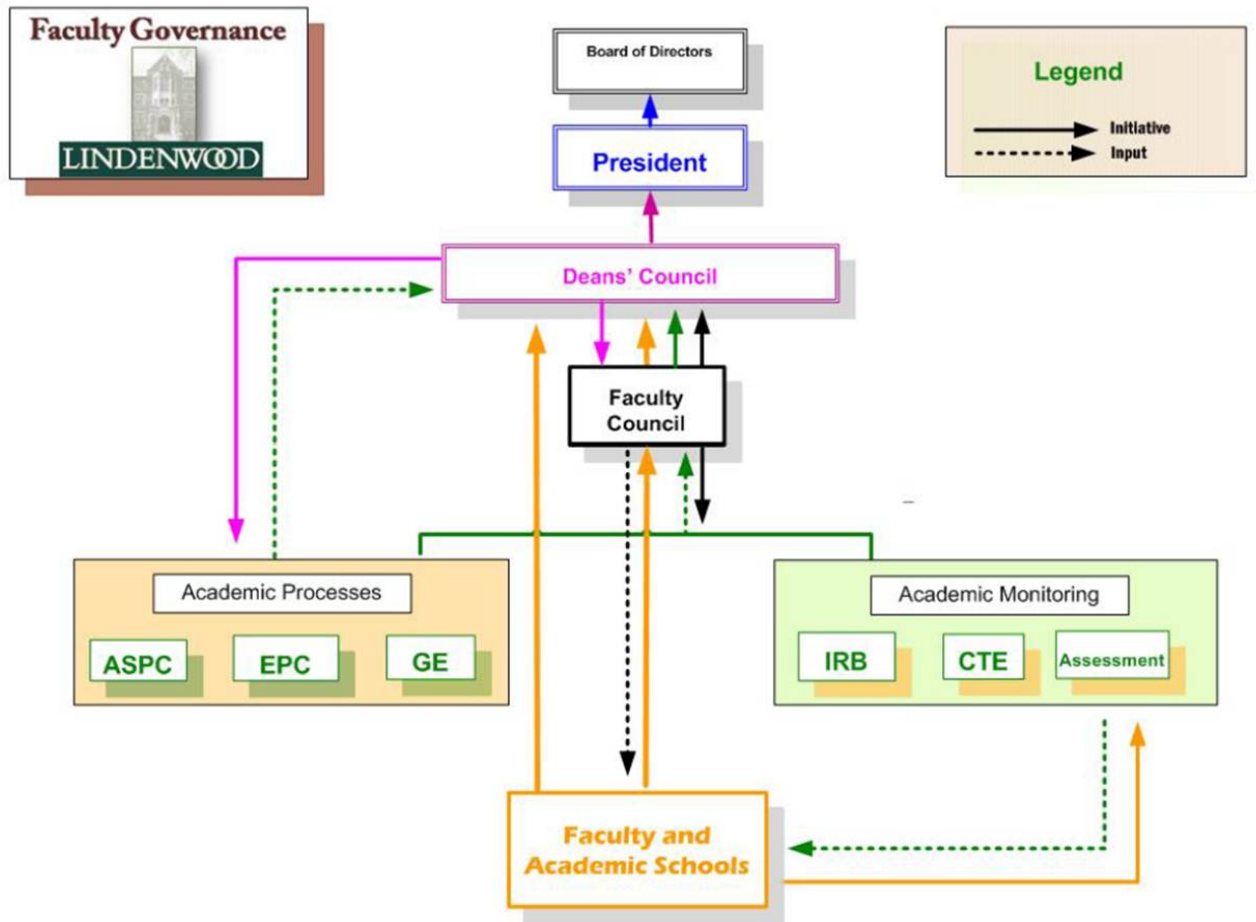 Faculty Governance
LINDENWOOD
Board of Directors
Legend
Initiative
Input
President
Deans' Council
Faculty
Council
Academic Processes
ASPC
EPC
GE
Academic Monitoring
IRB
CTE
Assessment
Faculty and
Academic Schools